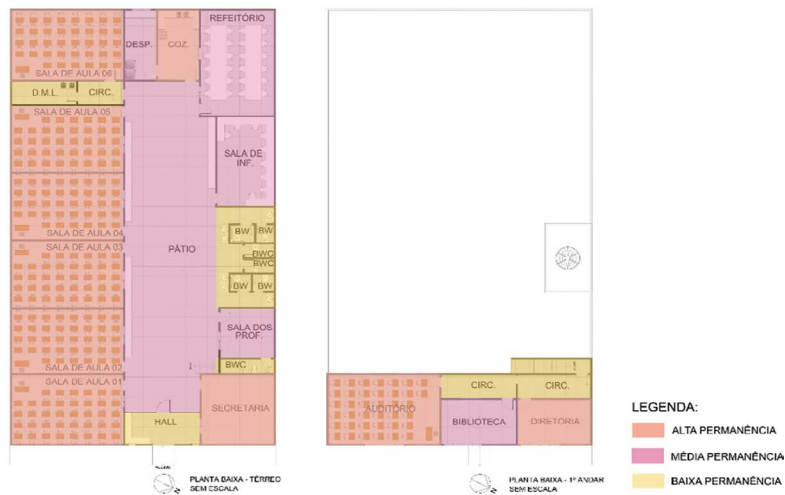 REFEITÓRIO
DESP.
COZ.
SALA DE AULA 06
D.M.L.
CIRC.
SALA DE AULA 05
SALA DE
INF.
SALA DE AULA 04
SALA DE AULA 03
PÁTIO
BW
BW
BWC
BWC
BW
BW
SALA DOS
PROF.
SALA DE AULA 02
BWC
SALA DE AULA 01
SECRETARIA
HALL
N
PLANTA BAIXA - TÉRREO
SEM ESCALA
CIRC.
CIRC.
AUDITÓRIO
BIBLIOTECA
DIRETORIA
N
PLANTA BAIXA - 1º ANDAR
SEM ESCALA
LEGENDA:
ALTA PERMANÊNCIA
MÉDIA PERMANÊNCIA
BAIXA PERMANÊNCIA